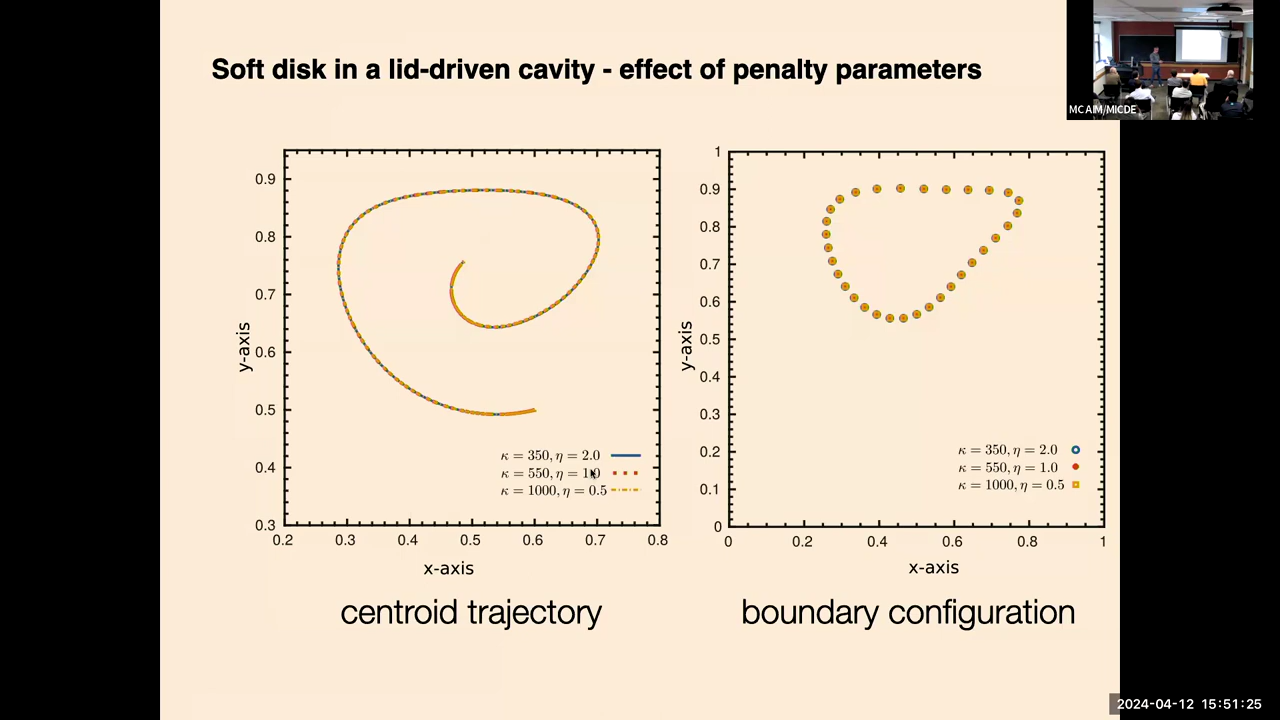 Soft disk in a lid-driven cavity - effect of penalty parameters
MCAIM/MICDE
0.9
0.8
0.7
0.6
0.5
0.4
0.3
0.2 0.3 0.4 0.5 0.6 0.7 0.8
y-axis
x-axis
κ = 350, η = 2.0
κ = 550, η = 1.0
κ = 1000, η = 0.5
centroid trajectory
1
0.9
0.8
0.7
0.6
0.5
0.4
0.3
0.2
0.1
0
0 0.2 0.4 0.6 0.8 1
y-axis
x-axis
κ = 350, η = 2.0
κ = 550, η = 1.0
κ = 1000, η = 0.5
boundary configuration
2024-04-12 15:51:25